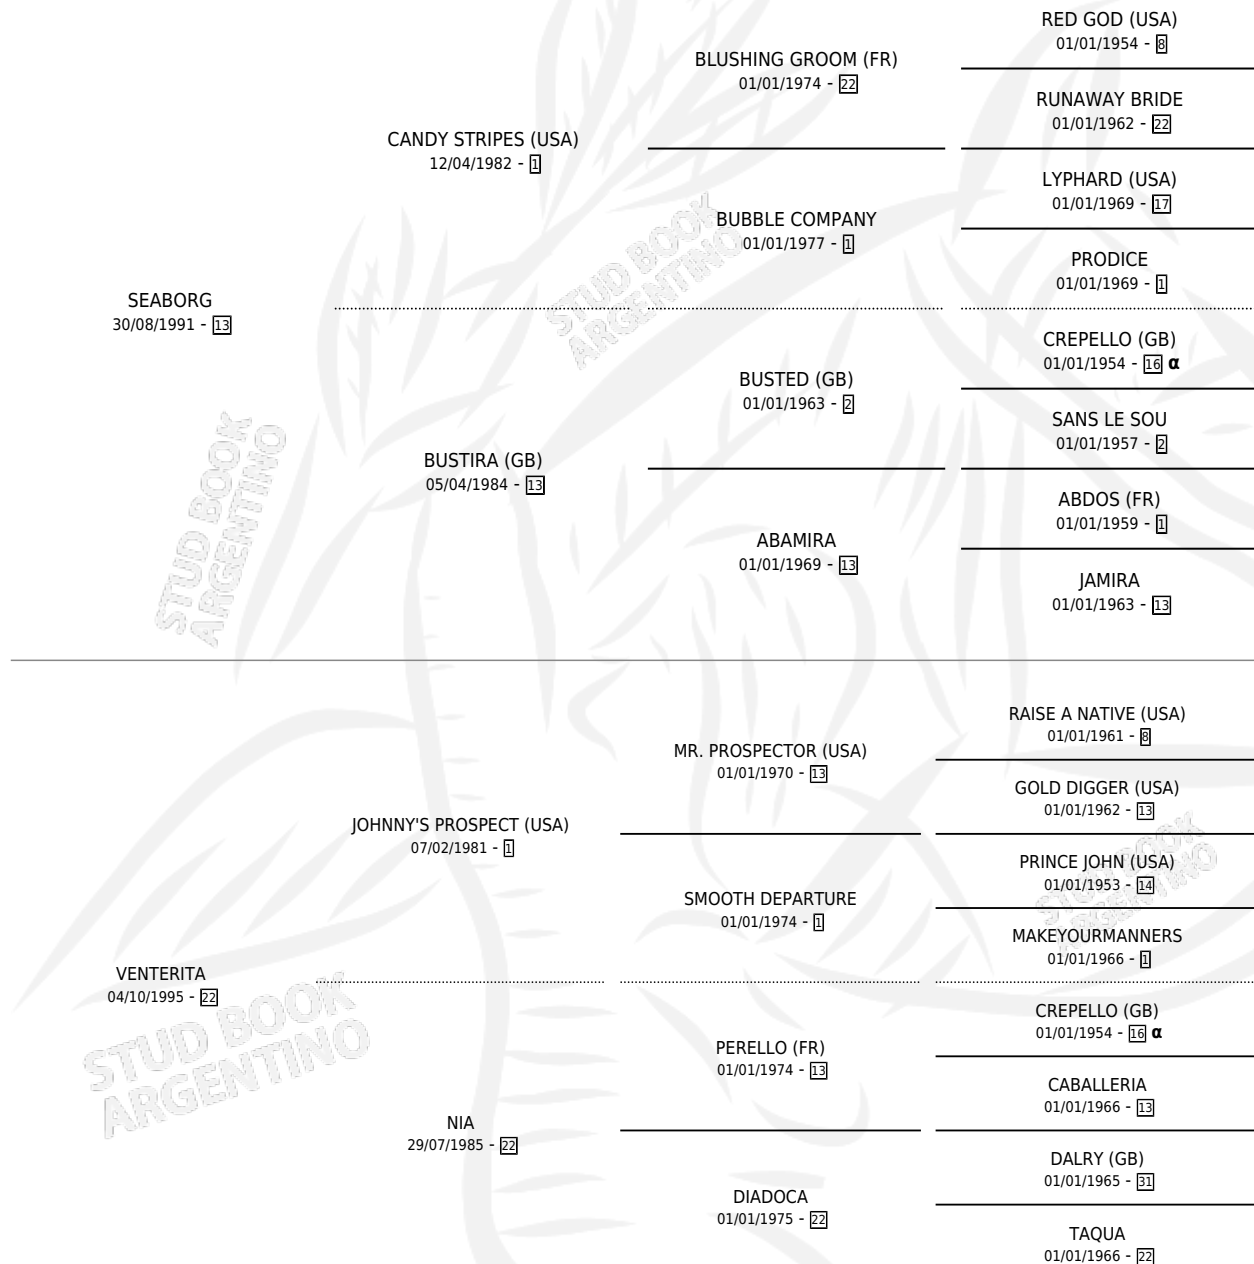 RED GOD (USA)
01/01/1954 - 8
BLUSHING GROOM (FR)
01/01/1974 - 22
RUNAWAY BRIDE
01/01/1962 - 22
CANDY STRIPES (USA)
12/04/1982 - 1
LYPHARD (USA)
01/01/1969 - 17
BUBBLE COMPANY
01/01/1977 - 1
PRODICE
01/01/1969 - 1
SEABORG
30/08/1991 - 13
CREPELLO (GB)
01/01/1954 - 16 α
BUSTED (GB)
01/01/1963 - 2
SANS LE SOU
01/01/1957 - 2
BUSTIRA (GB)
05/04/1984 - 13
ABDOS (FR)
01/01/1959 - 1
ABAMIRA
01/01/1969 - 13
JAMIRA
01/01/1963 - 13
RAISE A NATIVE (USA)
01/01/1961 - 8
MR. PROSPECTOR (USA)
01/01/1970 - 13
GOLD DIGGER (USA)
01/01/1962 - 13
JOHNNY'S PROSPECT (USA)
07/02/1981 - 1
PRINCE JOHN (USA)
01/01/1953 - 14
SMOOTH DEPARTURE
01/01/1974 - 1
MAKEYOURMANNERS
01/01/1966 - 1
VENTERITA
04/10/1995 - 22
CREPELLO (GB)
01/01/1954 - 16 α
PERELLO (FR)
01/01/1974 - 13
CABALLERIA
01/01/1966 - 13
NIA
29/07/1985 - 22
DALRY (GB)
01/01/1965 - 31
DIADOCA
01/01/1975 - 22
TAQUA
01/01/1966 - 22
STUD BOOK
ARGENTINO
STUD BOOK
ARGENTINO
STUD BOOK
ARGENTINO
STUD BOOK
ARGENTINO